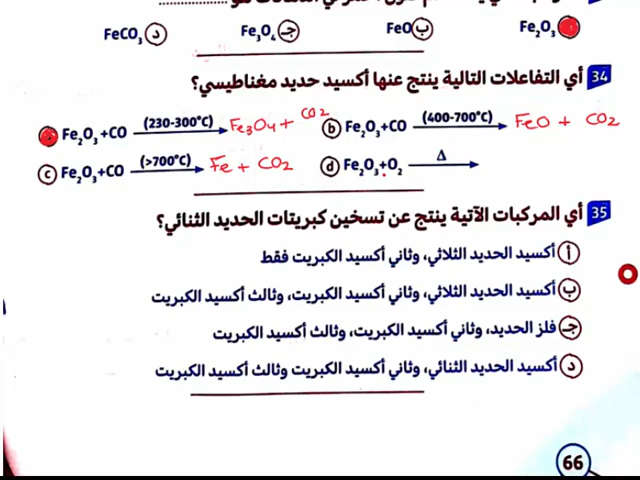 Fe2O3 أ
FeO ب
Fe3O4 جـ
FeCO3 د
34 أي التفاعلات التالية ينتج عنها أكسيد حديد مغناطيسي؟
Fe2O3+CO (230-300°C) Fe3O4 + CO2
b Fe2O3+CO (400-700°C) FeO + CO2
c Fe2O3+CO (>700°C) Fe + CO2
d Fe2O3+O2 Δ
35 أي المركبات الآتية ينتج عن تسخين كبريتات الحديد الثنائي؟
أ أكسيد الحديد الثلاثي، وثاني أكسيد الكبريت فقط
ب أكسيد الحديد الثلاثي، وثاني أكسيد الكبريت، وثالث أكسيد الكبريت
جـ فلز الحديد، وثاني أكسيد الكبريت، وثالث أكسيد الكبريت
د أكسيد الحديد الثنائي، وثاني أكسيد الكبريت وثالث أكسيد الكبريت
66